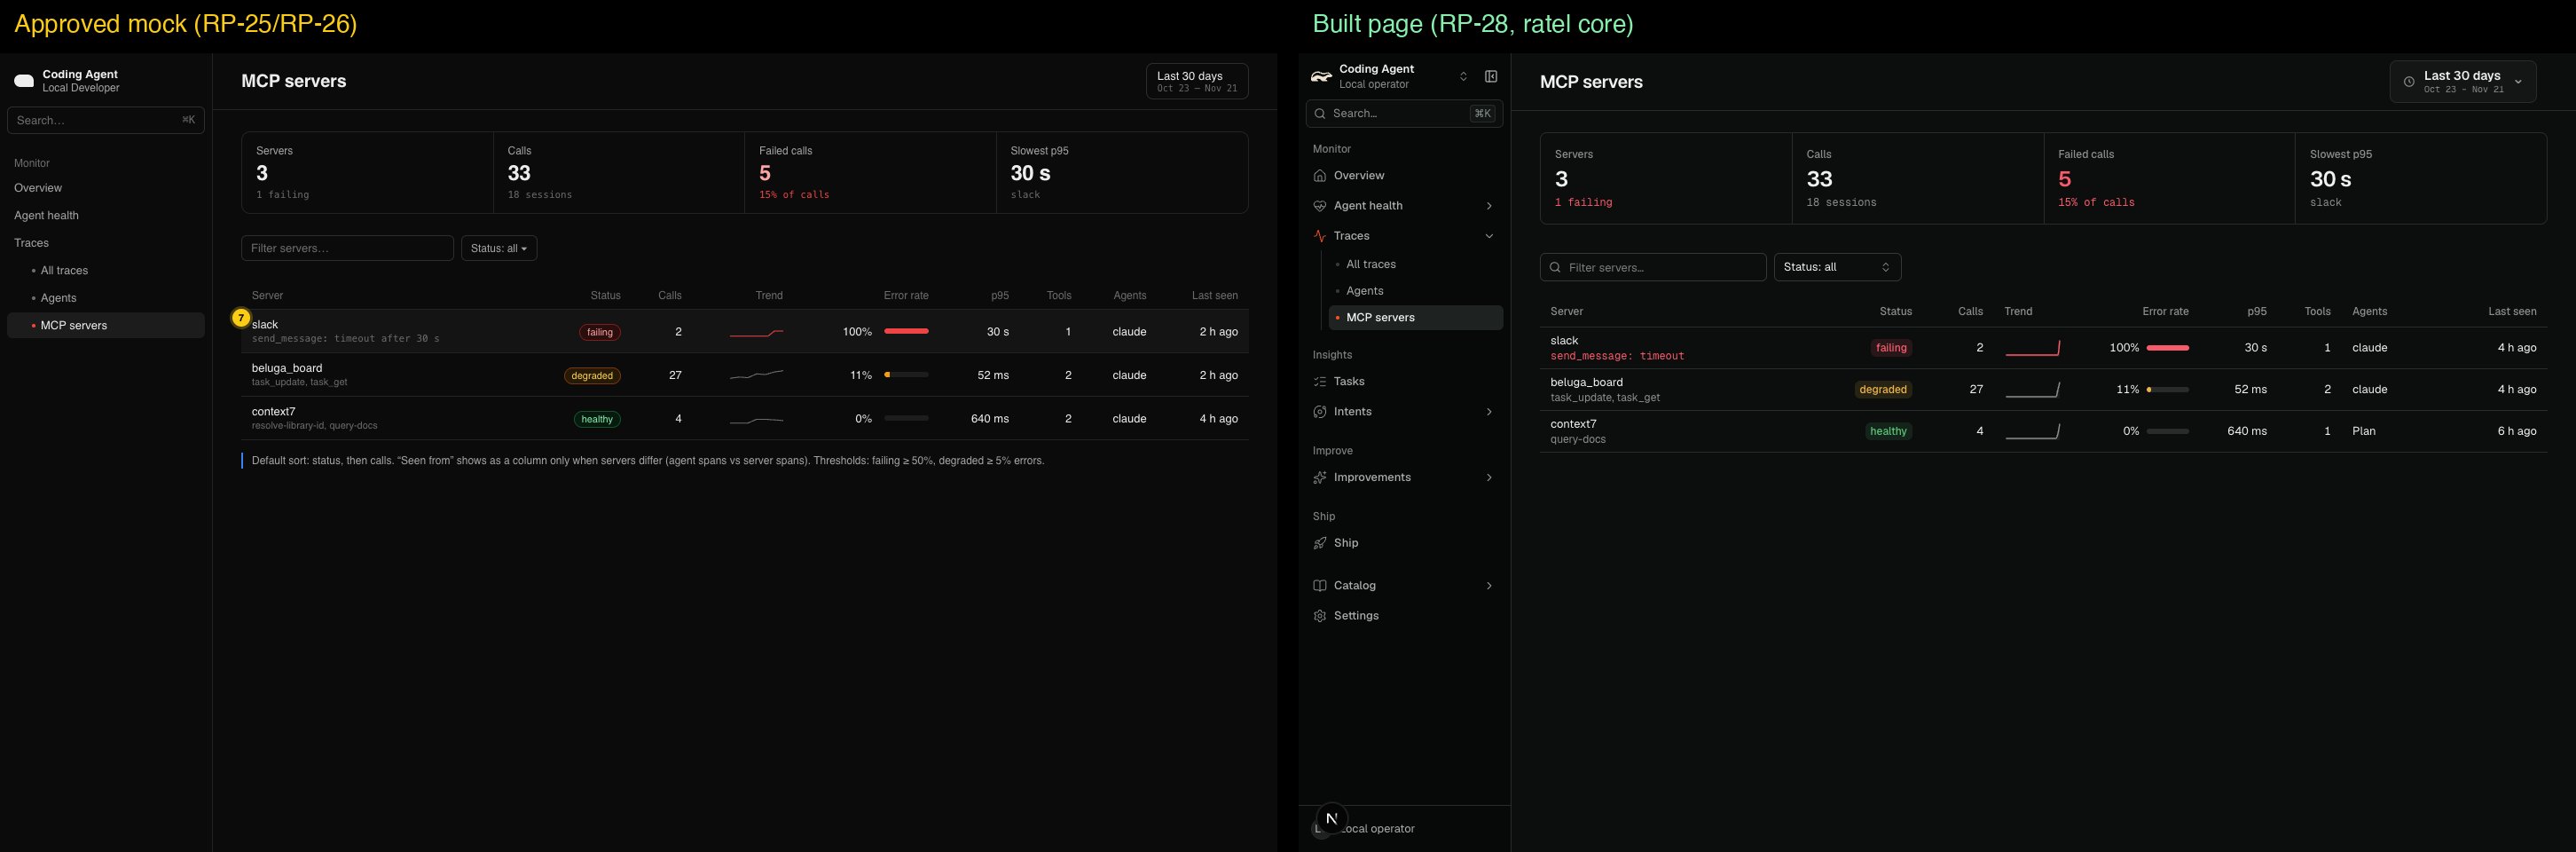 Approved mock (RP-25/RP-26)
Coding Agent
Local Developer
Search... ⌘K
Monitor
Overview
Agent health
Traces
• All traces
• Agents
• MCP servers
MCP servers
Last 30 days
Oct 23 – Nov 21
Servers
3
1 failing
Calls
33
18 sessions
Failed calls
5
15% of calls
Slowest p95
30 s
slack
Filter servers...
Status: all
Server Status Calls Trend Error rate p95 Tools Agents Last seen
7
slack failing 2 100% 30 s 1 claude 2 h ago
send_message: timeout after 30 s
beluga_board degraded 27 11% 52 ms 2 claude 2 h ago
task_update, task_get
context7 healthy 4 0% 640 ms 2 claude 4 h ago
resolve-library-id, query-docs
Default sort: status, then calls. “Seen from” shows as a column only when servers differ (agent spans vs server spans). Thresholds: failing ≥ 50%, degraded ≥ 5% errors.
Built page (RP-28, ratel core)
Coding Agent
Local operator
Search... ⌘K
Monitor
Overview
Agent health
Traces
• All traces
• Agents
• MCP servers
Insights
Tasks
Intents
Improve
Improvements
Ship
Ship
Catalog
Settings
N
ocal operator
MCP servers
Last 30 days
Oct 23 - Nov 21
Servers
3
1 failing
Calls
33
18 sessions
Failed calls
5
15% of calls
Slowest p95
30 s
slack
Filter servers...
Status: all
Server Status Calls Trend Error rate p95 Tools Agents Last seen
slack failing 2 100% 30 s 1 claude 4 h ago
send_message: timeout
beluga_board degraded 27 11% 52 ms 2 claude 4 h ago
task_update, task_get
context7 healthy 4 0% 640 ms 1 Plan 6 h ago
query-docs